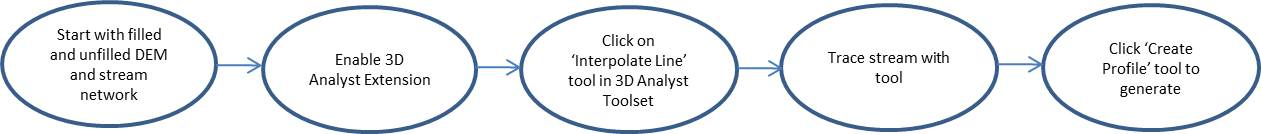 Start with filled
and unfilled DEM
and stream
network
Enable 3D
Analyst Extension
Click on
‘Interpolate Line’
tool in 3D Analyst
Toolset
Trace stream with
tool
Click ‘Create
Profile’ tool to
generate